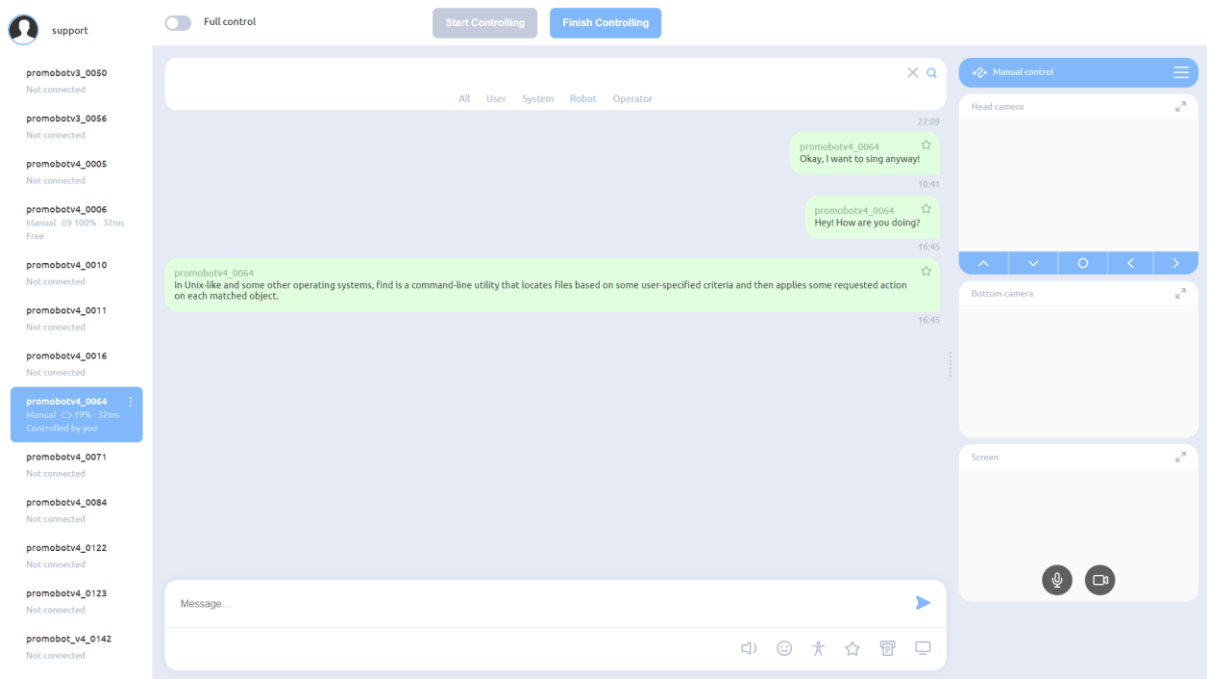 support
Full control
Start Controlling
Finish Controlling
promobotv3_0050
Not connected
promobotv3_0056
Not connected
promobotv4_0005
Not connected
promobotv4_0006
Manual 100% 32ms
Free
promobotv4_0010
Not connected
promobotv4_0011
Not connected
promobotv4_0016
Not connected
promobotv4_0064
Manual 19% 32ms
Controlled by you
promobotv4_0071
Not connected
promobotv4_0084
Not connected
promobotv4_0122
Not connected
promobotv4_0123
Not connected
promobot_v4_0142
Not connected
All User System Robot Operator
22:09
promobotv4_0064
Okay, I want to sing anyway!
10:41
promobotv4_0064
Hey! How are you doing?
16:45
promobotv4_0064
In Unix-like and some other operating systems, find is a command-line utility that locates files based on some user-specified criteria and then applies some requested action
on each matched object.
16:45
Message...
Manual control
Head camera
Bottom camera
Screen